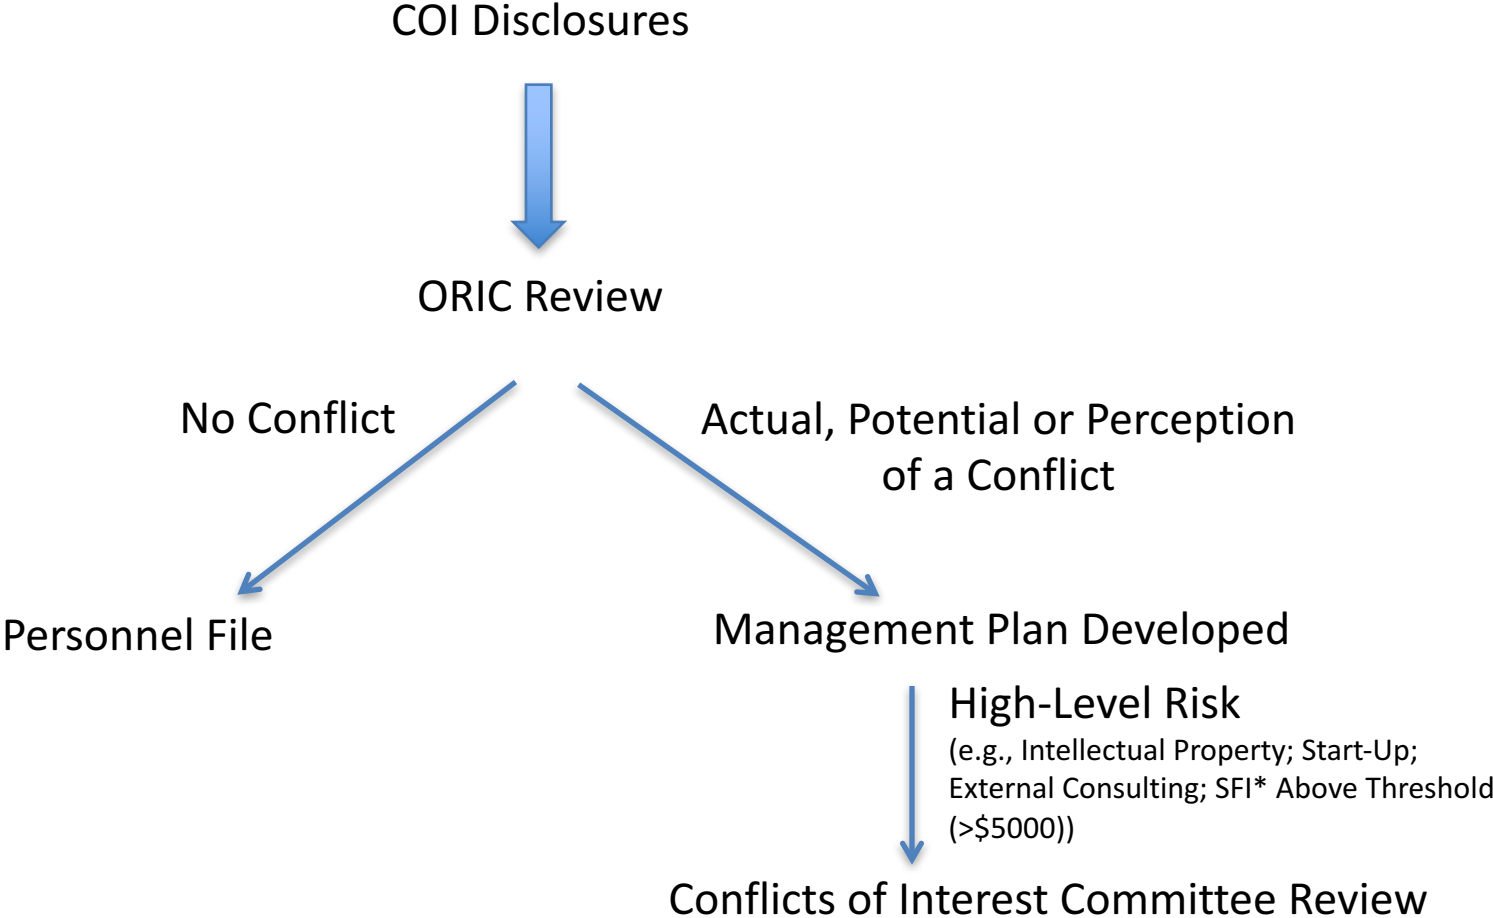 COI Disclosures
ORIC Review
No Conflict
Actual, Potential or Perception
of a Conflict
Personnel File
Management Plan Developed
High-Level Risk
(e.g., Intellectual Property; Start-Up;
External Consulting; SFI* Above Threshold
(>$5000))
Conflicts of Interest Committee Review